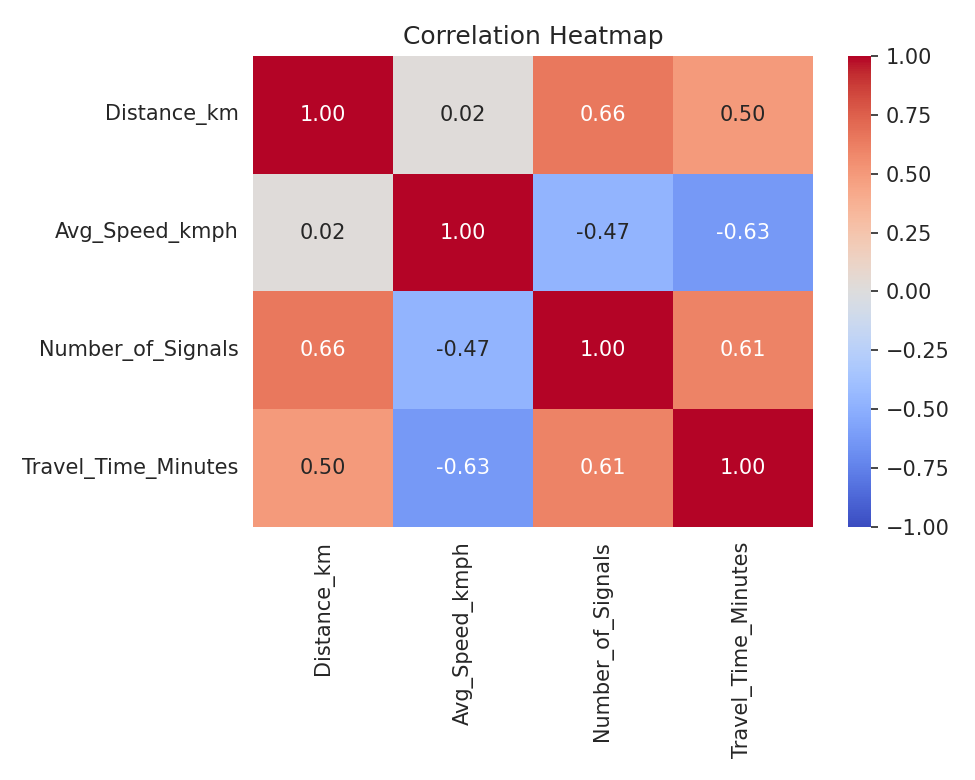 Correlation Heatmap
Distance_km 1.00 0.02 0.66 0.50
Avg_Speed_kmph 0.02 1.00 -0.47 -0.63
Number_of_Signals 0.66 -0.47 1.00 0.61
Travel_Time_Minutes 0.50 -0.63 0.61 1.00
Distance_km
Avg_Speed_kmph
Number_of_Signals
Travel_Time_Minutes
1.00
0.75
0.50
0.25
0.00
−0.25
−0.50
−0.75
−1.00